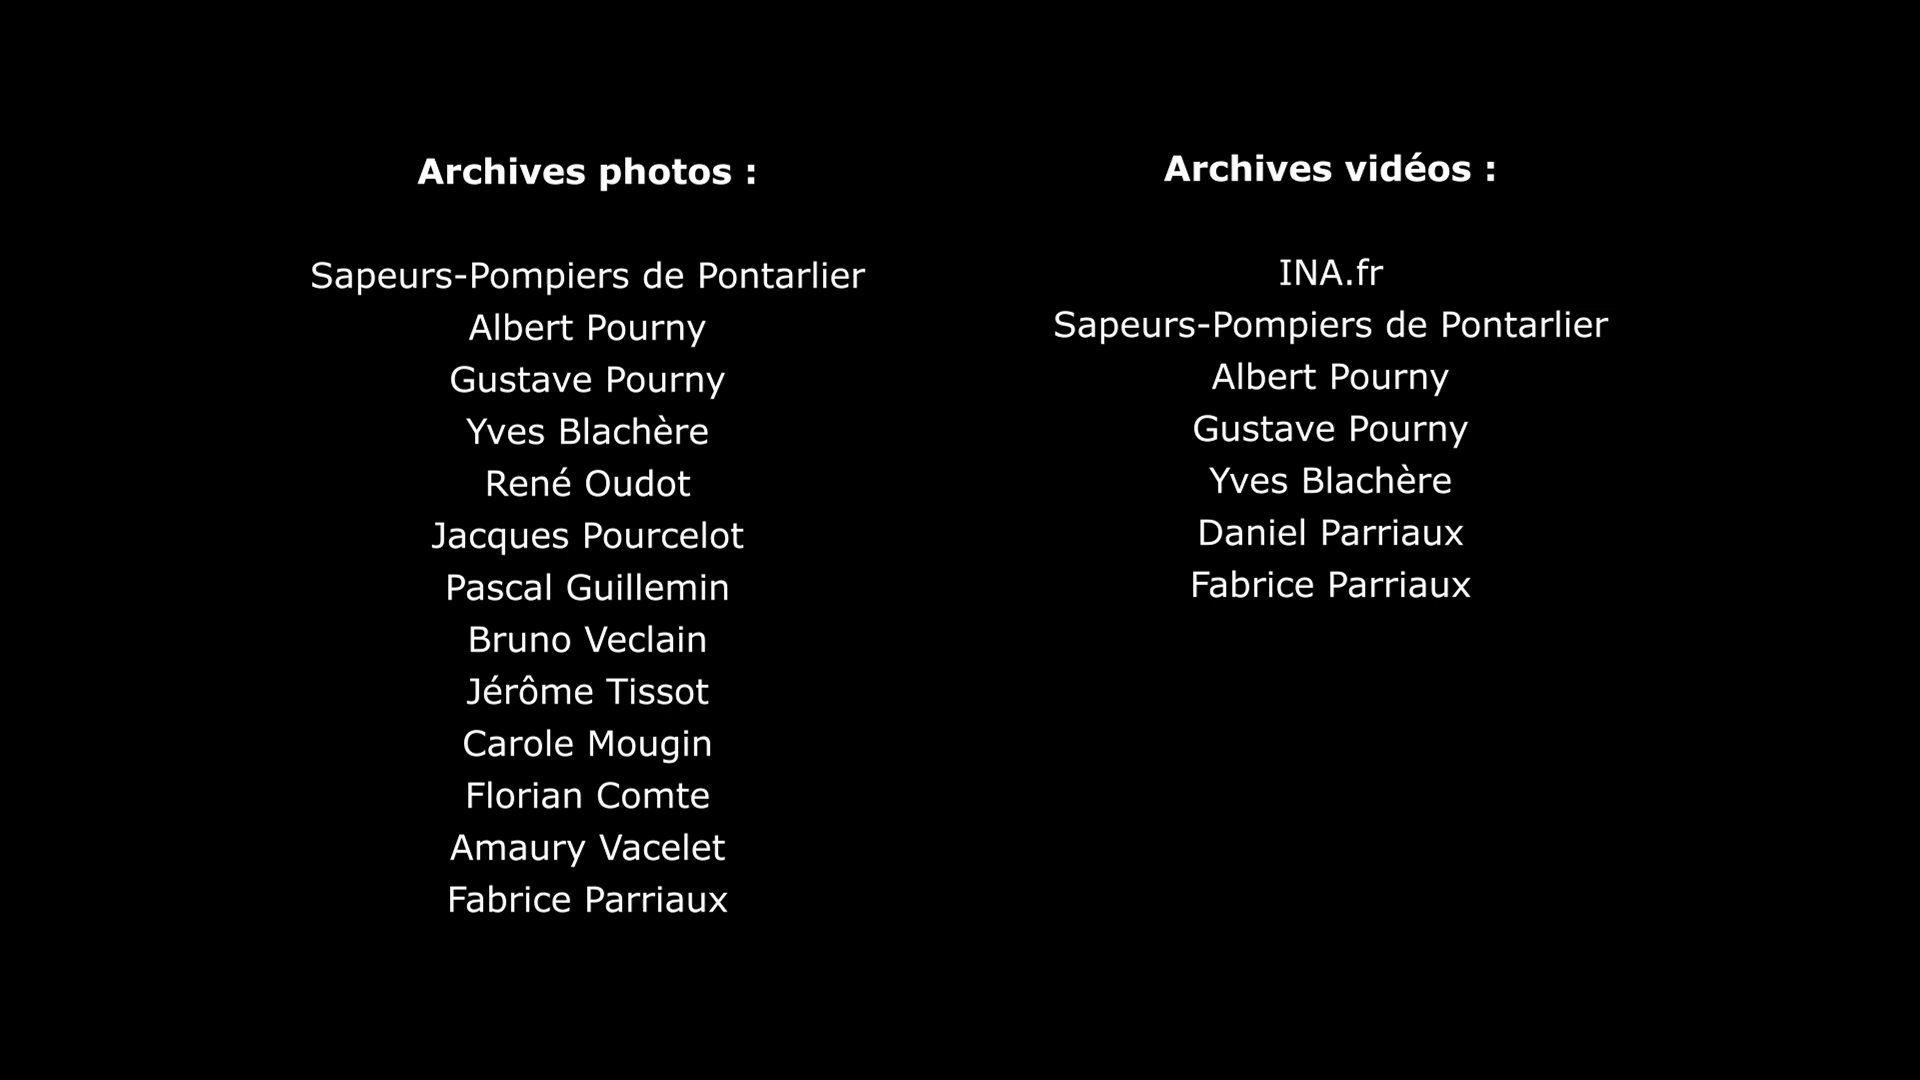 Archives photos :
Sapeurs-Pompiers de Pontarlier
Albert Pourny
Gustave Pourny
Yves Blachère
René Oudot
Jacques Pourcelot
Pascal Guillemin
Bruno Veclain
Jérôme Tissot
Carole Mougin
Florian Comte
Amaury Vacelet
Fabrice Parriaux
Archives vidéos :
INA.fr
Sapeurs-Pompiers de Pontarlier
Albert Pourny
Gustave Pourny
Yves Blachère
Daniel Parriaux
Fabrice Parriaux